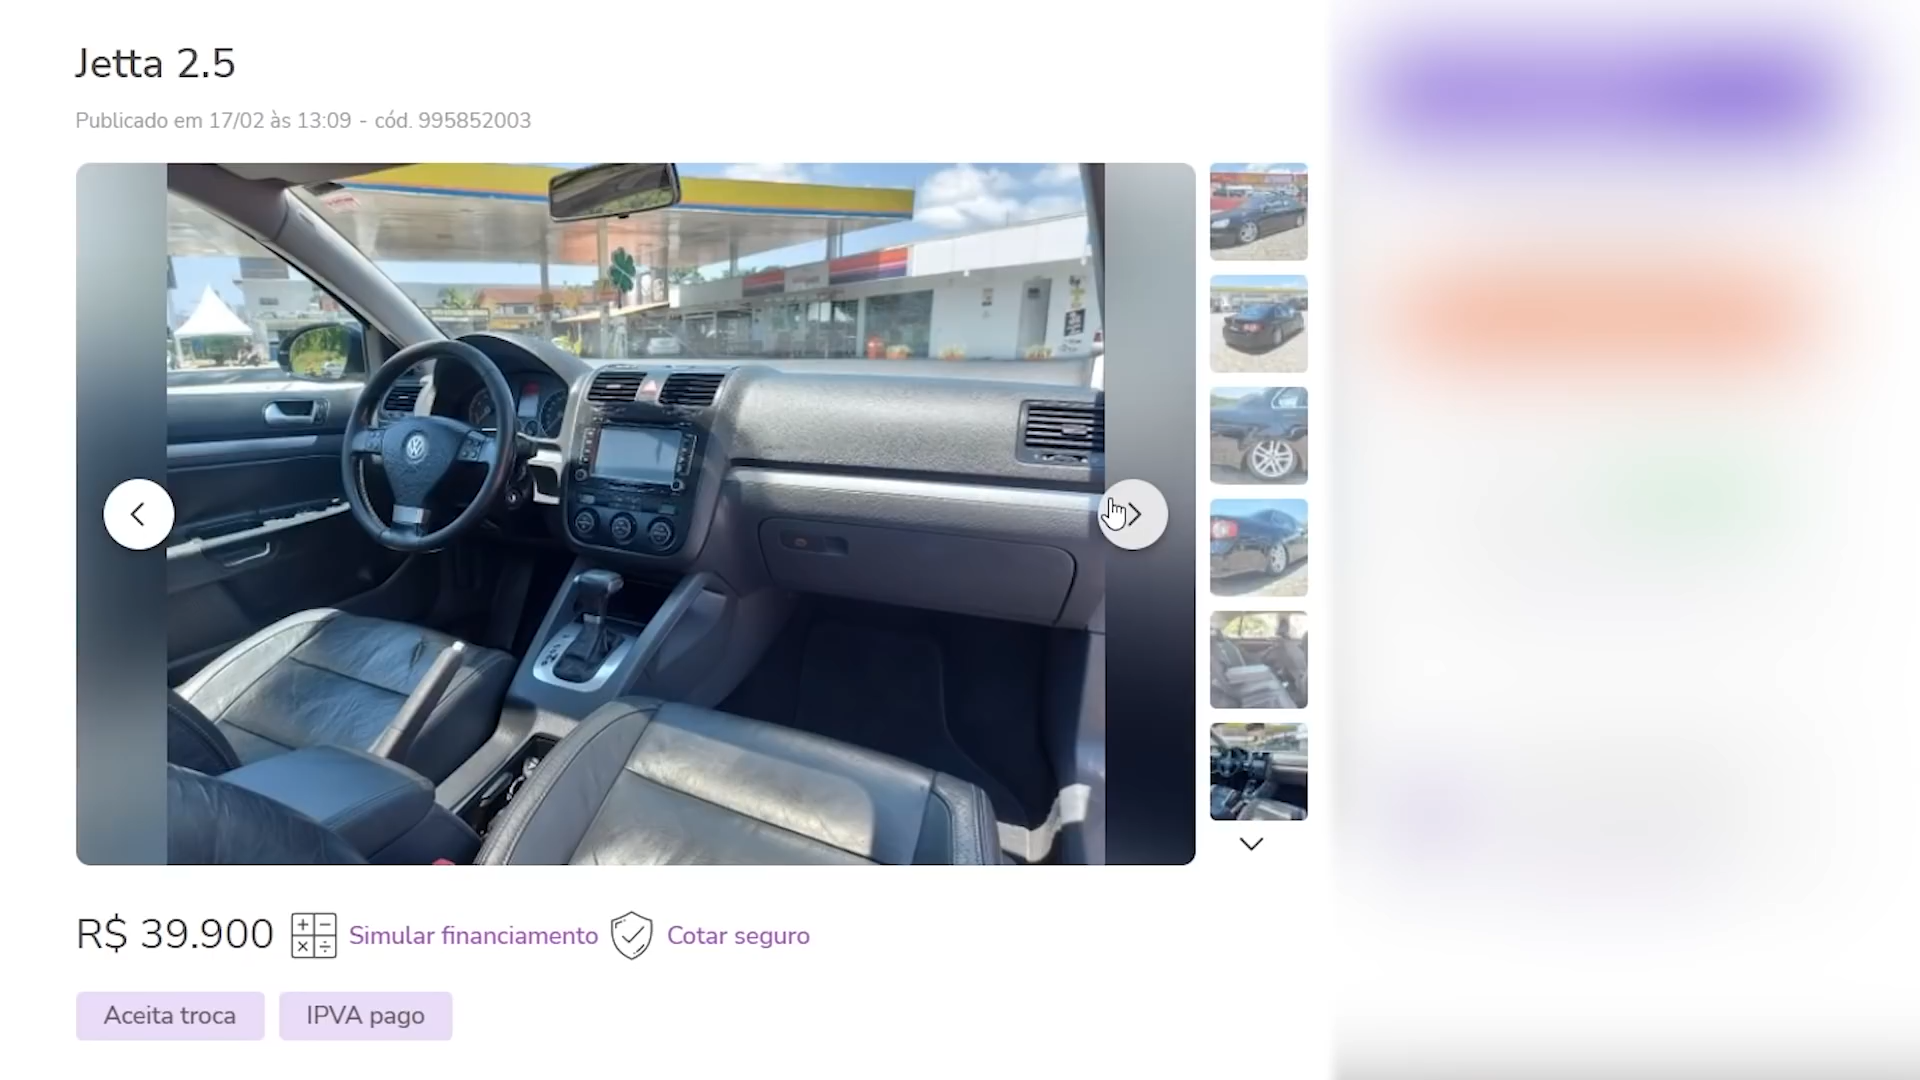 Jetta 2.5
Publicado em 17/02 às 13:09 - cód. 995852003
R$ 39.900
Simular financiamento
Cotar seguro
Aceita troca
IPVA pago